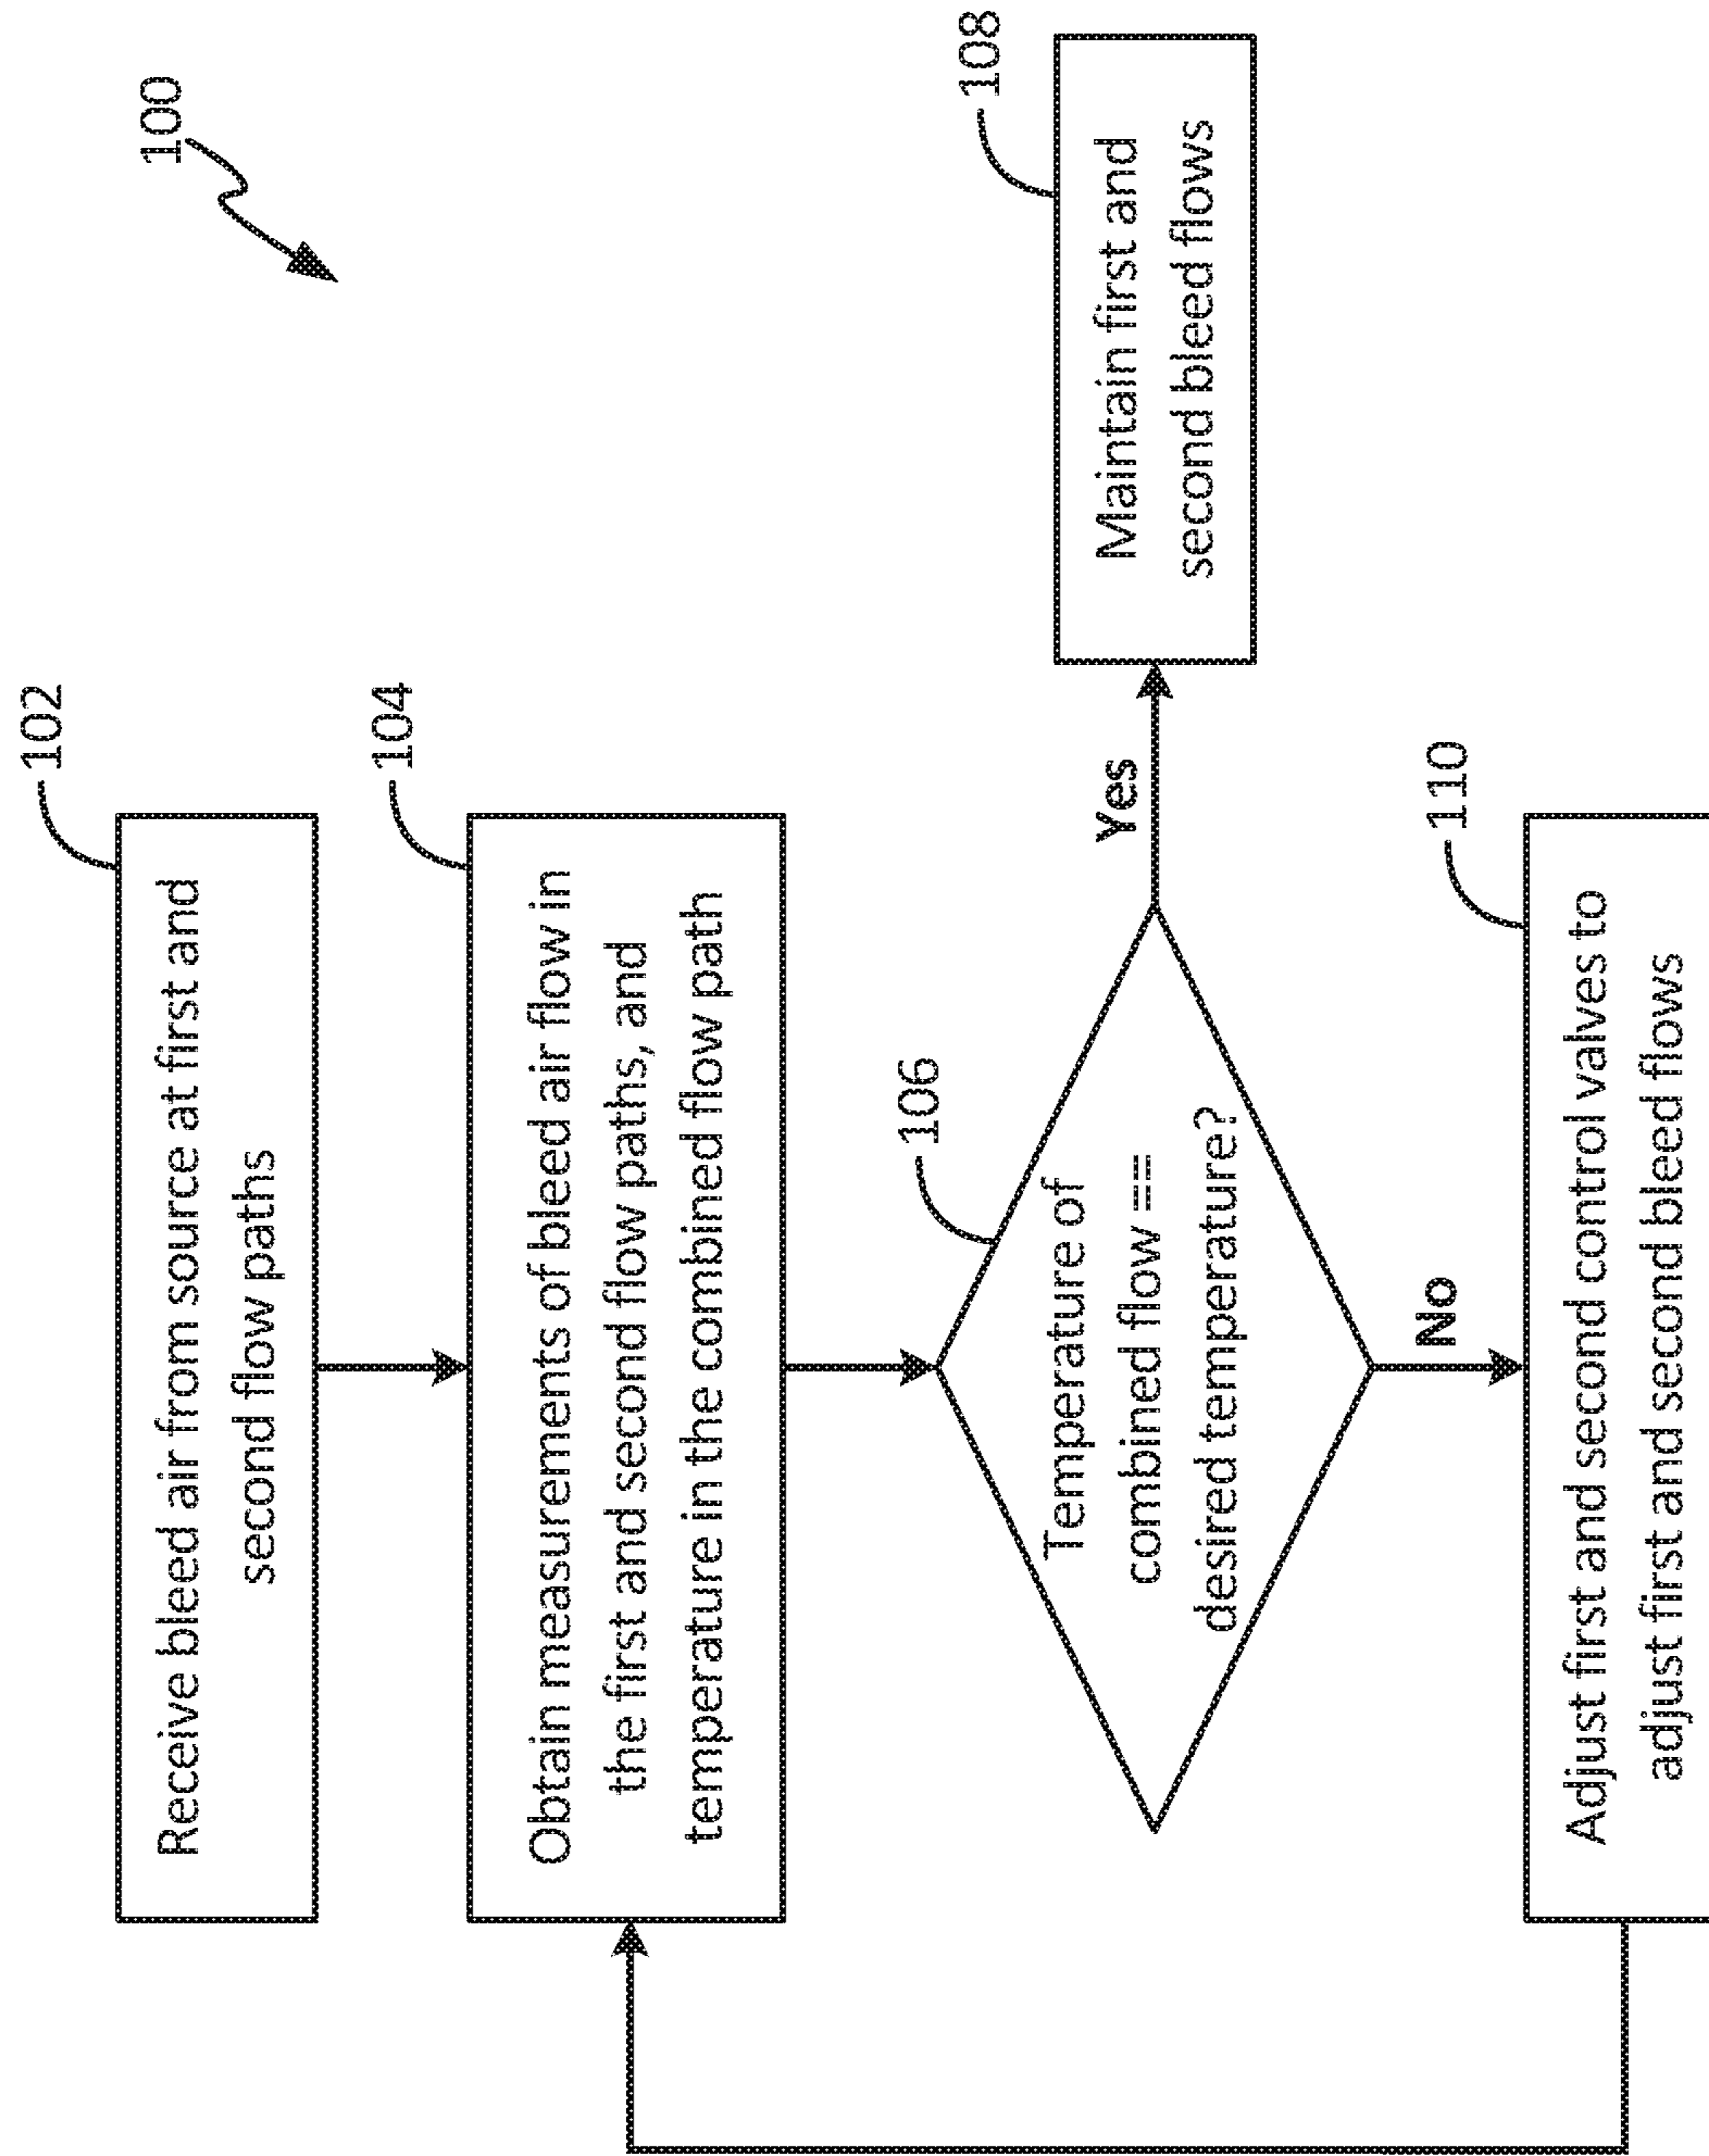 100
102
Receive bleed air from source at first and
second flow paths
104
Obtain measurements of bleed air flow in
the first and second flow paths, and
temperature in the combined flow path
106
Temperature of
combined flow ==
desired temperature?
Yes
108
Maintain first and
second bleed flows
No
110
Adjust first and second control valves to
adjust first and second bleed flows